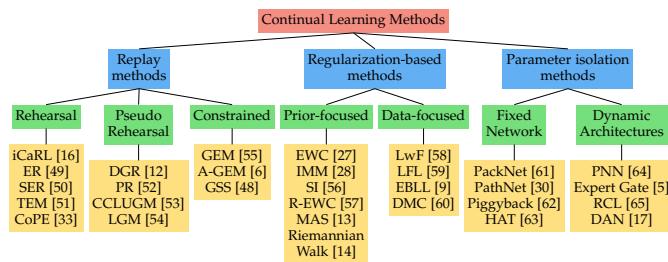 Continual Learning Methods
Replay
methods
Regularization-based
methods
Parameter isolation
methods
Rehearsal
Pseudo
Rehearsal
Constrained
Prior-focused
Data-focused
Fixed
Network
Dynamic
Architectures
iCaRL [16]
ER [49]
SER [50]
TEM [51]
CoPE [33]
DGR [12]
PR [52]
CCLUGM [53]
LGM [54]
GEM [55]
A-GEM [6]
GSS [48]
EWC [27]
IMM [28]
SI [56]
R-EWC [57]
MAS [13]
Riemannian
Walk [14]
LwF [58]
LFL [59]
EBLL [9]
DMC [60]
PackNet [61]
PathNet [30]
Piggyback [62]
HAT [63]
PNN [64]
Expert Gate [5]
RCL [65]
DAN [17]